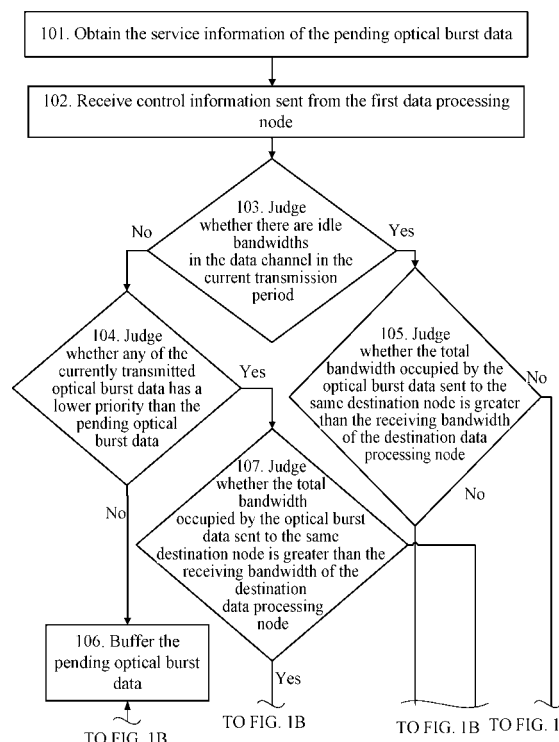 101. Obtain the service information of the pending optical burst data
102. Receive control information sent from the first data processing
node
103. Judge
whether there are idle
bandwidths
in the data channel in the
current transmission
period
No
Yes
104. Judge
whether any of the
currently transmitted
optical burst data has a
lower priority than the
pending optical
burst data
Yes
105. Judge
whether the total
bandwidth occupied by the
optical burst data sent to the
same destination node is greater
than the receiving bandwidth
of the destination data
processing node
No
No
107. Judge
whether the total
bandwidth
occupied by the optical burst
data sent to the same
destination node is greater than the
receiving bandwidth of the
destination
data processing
node
No
106. Buffer the
pending optical burst
data
Yes
TO FIG. 1B
TO FIG. 1B
TO FIG. 1B
TO FIG. 1